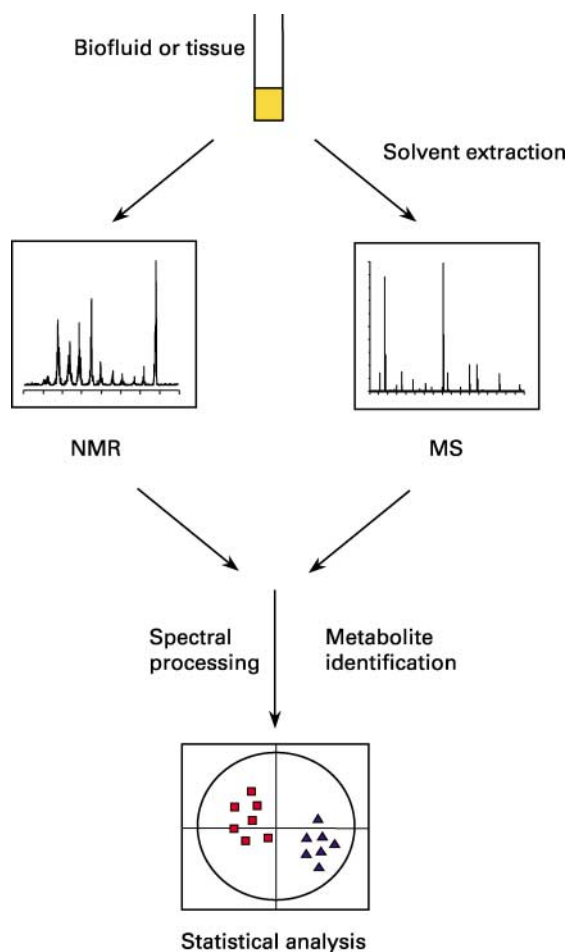 Biofluid or tissue
Solvent extraction
NMR
MS
Spectral
processing
Metabolite
identification
Statistical analysis